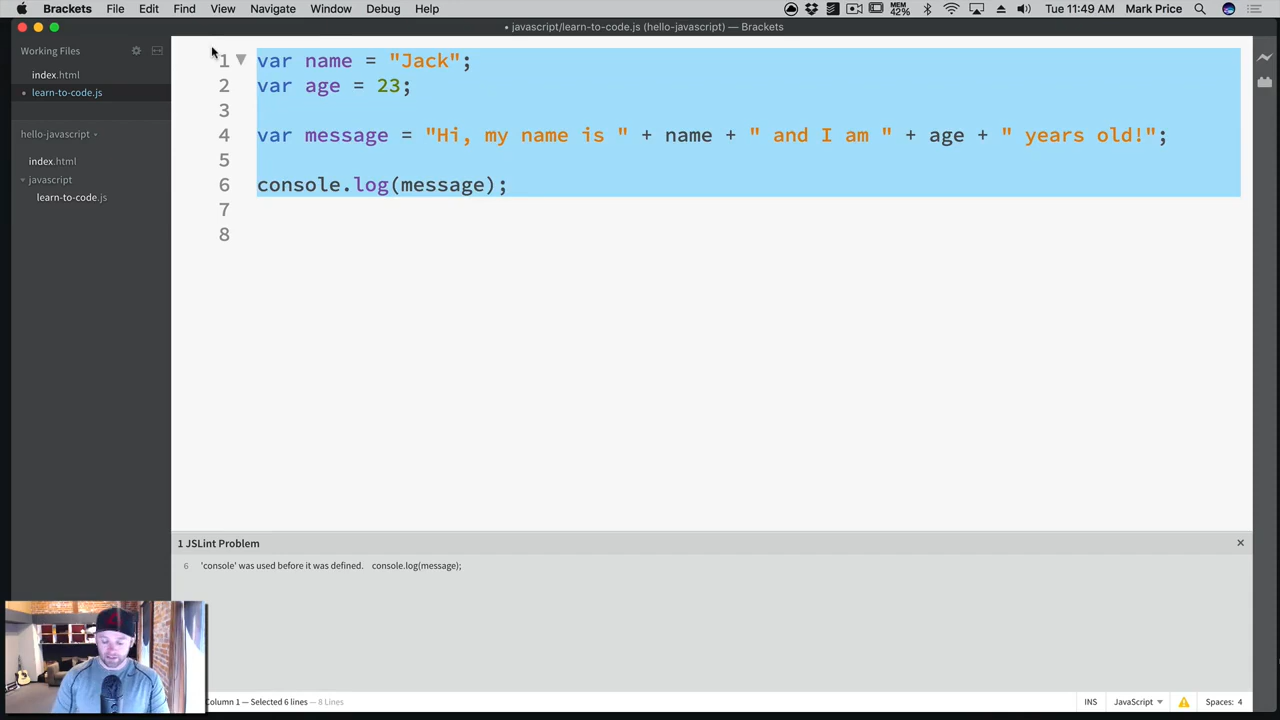 Brackets File Edit Find View Navigate Window Debug Help MEM 42% Tue 11:49 AM Mark Price
• javascript/learn-to-code.js (hello-javascript) — Brackets
Working Files
index.html
learn-to-code.js
hello-javascript
index.html
javascript
learn-to-code.js
1 var name = "Jack";
2 var age = 23;
3
4 var message = "Hi, my name is " + name + " and I am " + age + " years old!";
5
6 console.log(message);
7
8
1 JSLint Problem ×
6 'console' was used before it was defined. console.log(message);
Column 1 — Selected 6 lines — 8 Lines INS JavaScript Spaces: 4